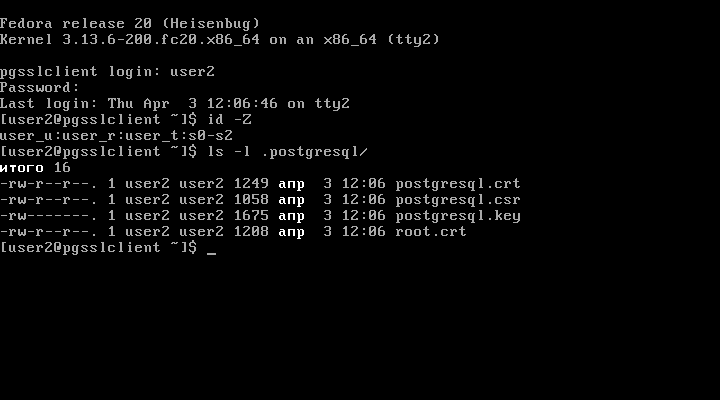 Fedora release 20 (Heisenbug)
Kernel 3.13.6-200.fc20.x86_64 on an x86_64 (tty2)
pgsslclient login: user2
Password:
Last login: Thu Apr  3 12:06:46 on tty2
[user2@pgsslclient ~]$ id -Z
user_u:user_r:user_t:s0-s2
[user2@pgsslclient ~]$ ls -l .postgresql/
итого 16
-rw-r--r--. 1 user2 user2 1249 апр  3 12:06 postgresql.crt
-rw-r--r--. 1 user2 user2 1058 апр  3 12:06 postgresql.csr
-rw-------. 1 user2 user2 1675 апр  3 12:06 postgresql.key
-rw-r--r--. 1 user2 user2 1208 апр  3 12:06 root.crt
[user2@pgsslclient ~]$ _